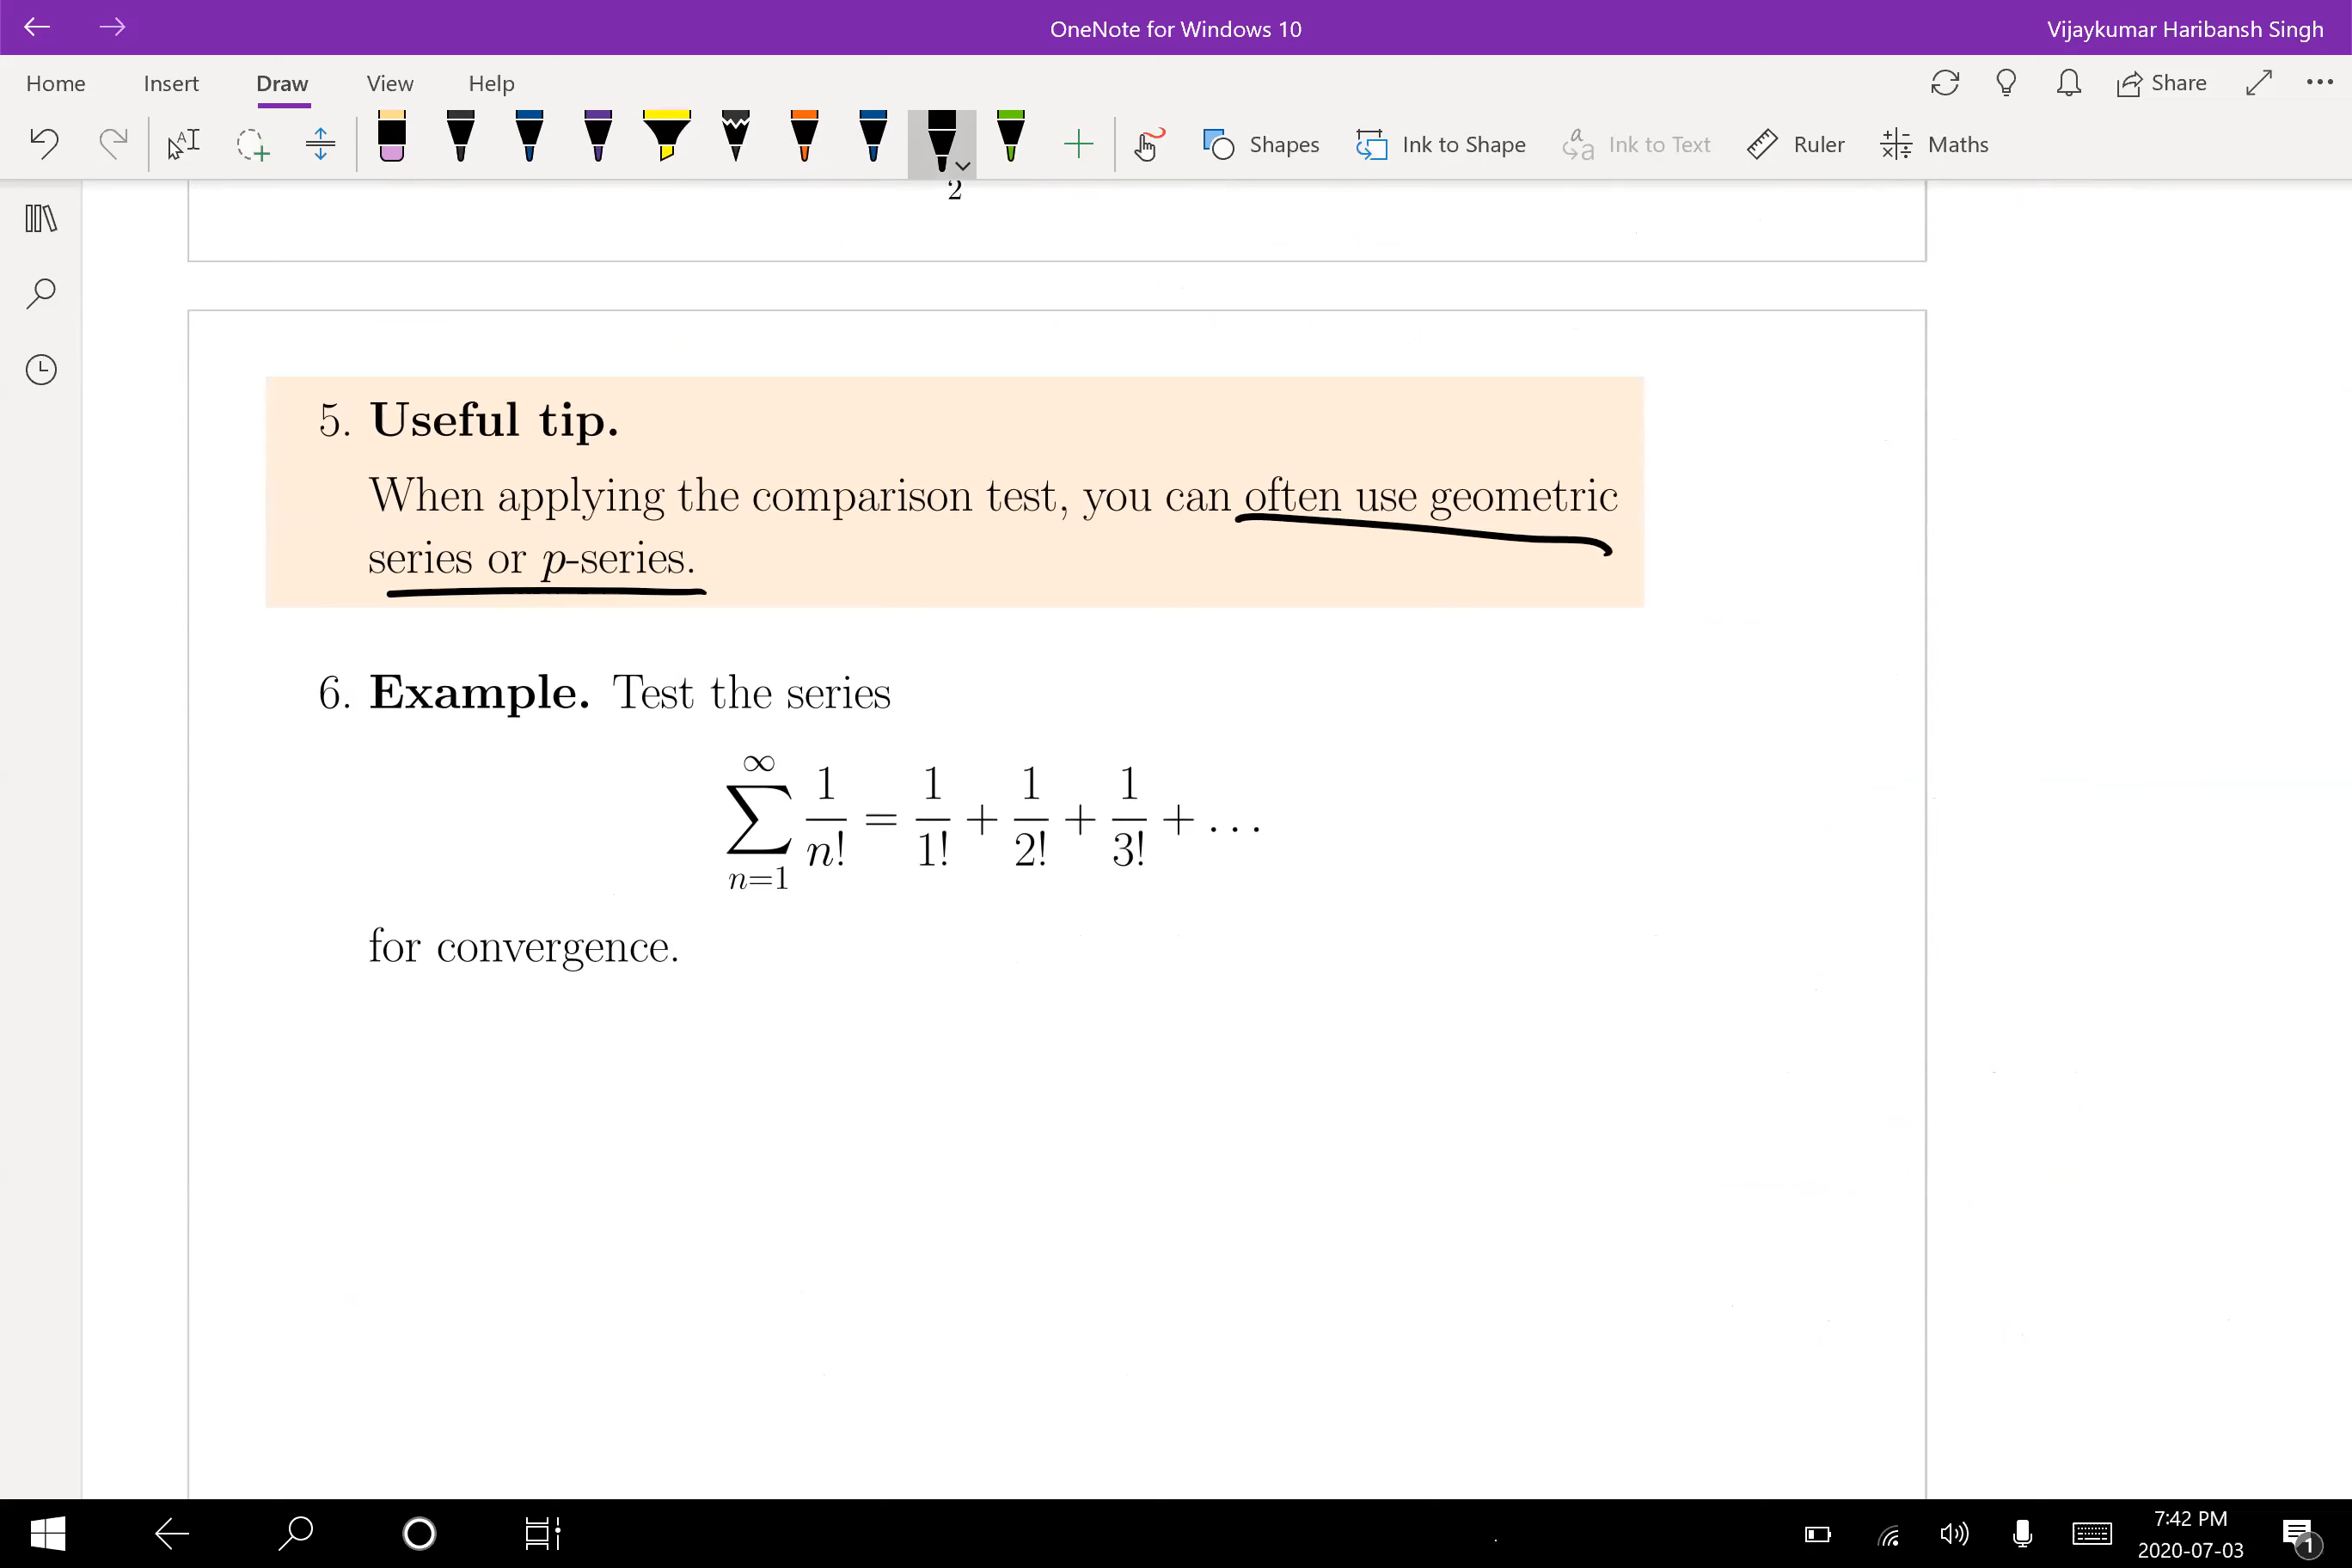 OneNote for Windows 10
Vijaykumar Haribansh Singh
Home Insert Draw View Help
Share
Shapes Ink to Shape Ink to Text Ruler Maths
2
5. Useful tip.
When applying the comparison test, you can often use geometric
series or p-series.
6. Example. Test the series
∑_{n=1}^{∞} 1/n! = 1/1! + 1/2! + 1/3! + ...
for convergence.
7:42 PM
2020-07-03
1